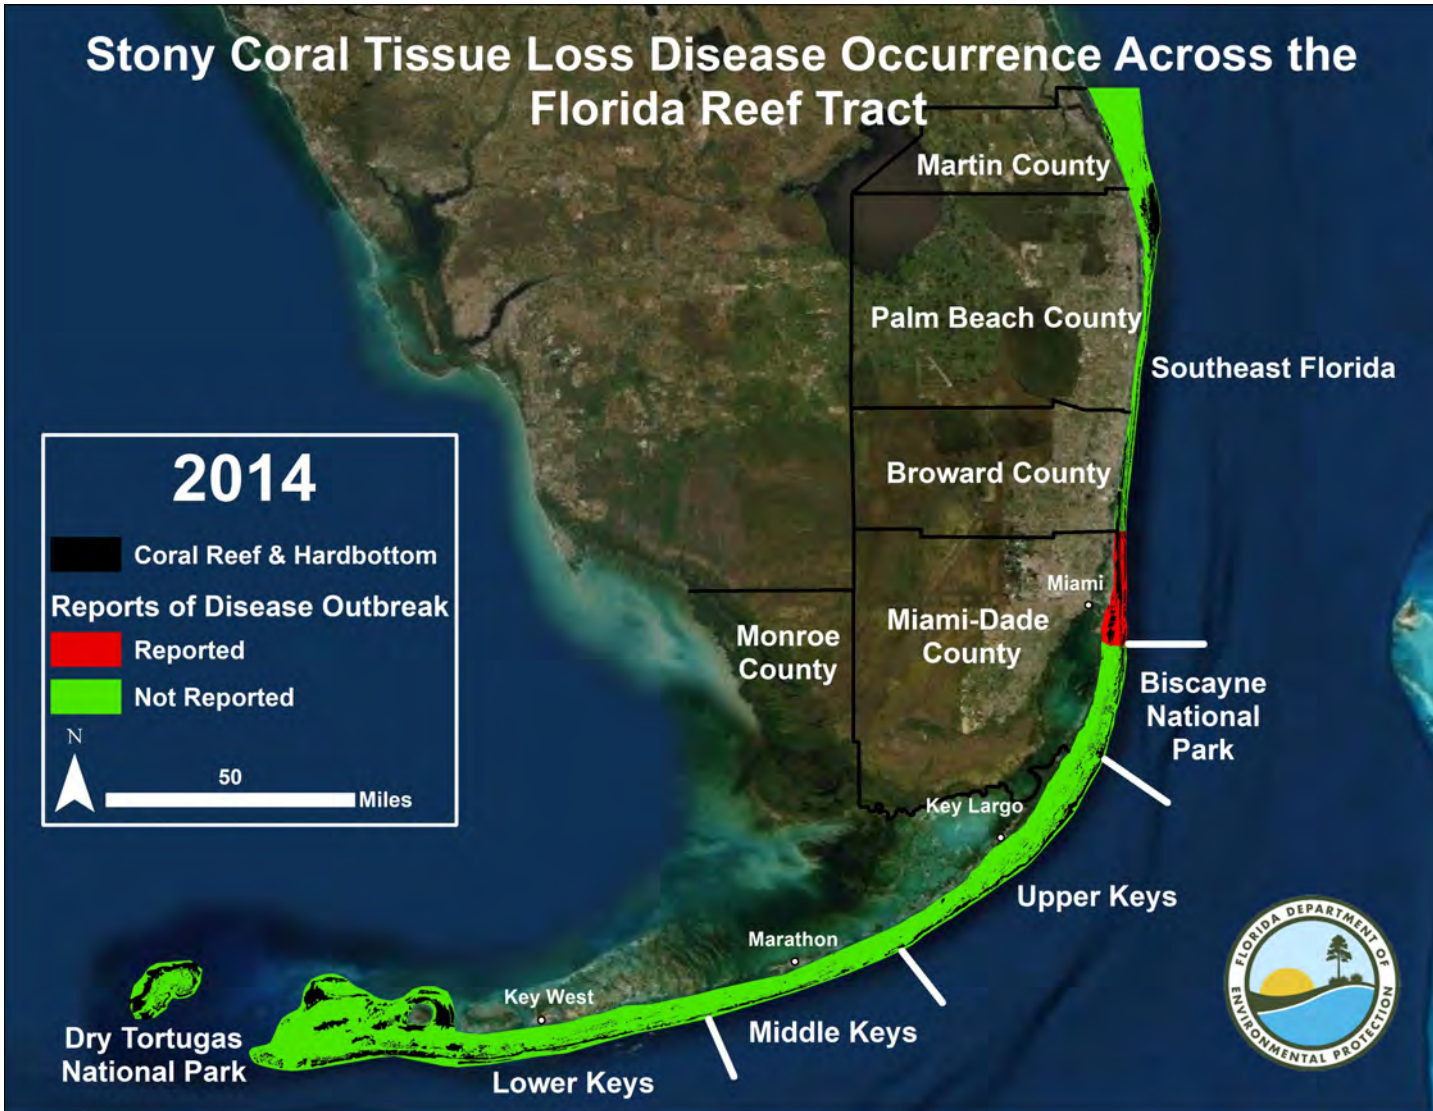 Stony Coral Tissue Loss Disease Occurrence Across the
Florida Reef Tract
Martin County
Palm Beach County
Southeast Florida
Broward County
2014
Coral Reef & Hardbottom
Reports of Disease Outbreak
Reported
Not Reported
N
50
Miles
Miami
Miami-Dade
County
Monroe
County
Biscayne
National
Park
Key Largo
Upper Keys
Marathon
Middle Keys
Key West
Lower Keys
Dry Tortugas
National Park
FLORIDA DEPARTMENT OF
ENVIRONMENTAL PROTECTION